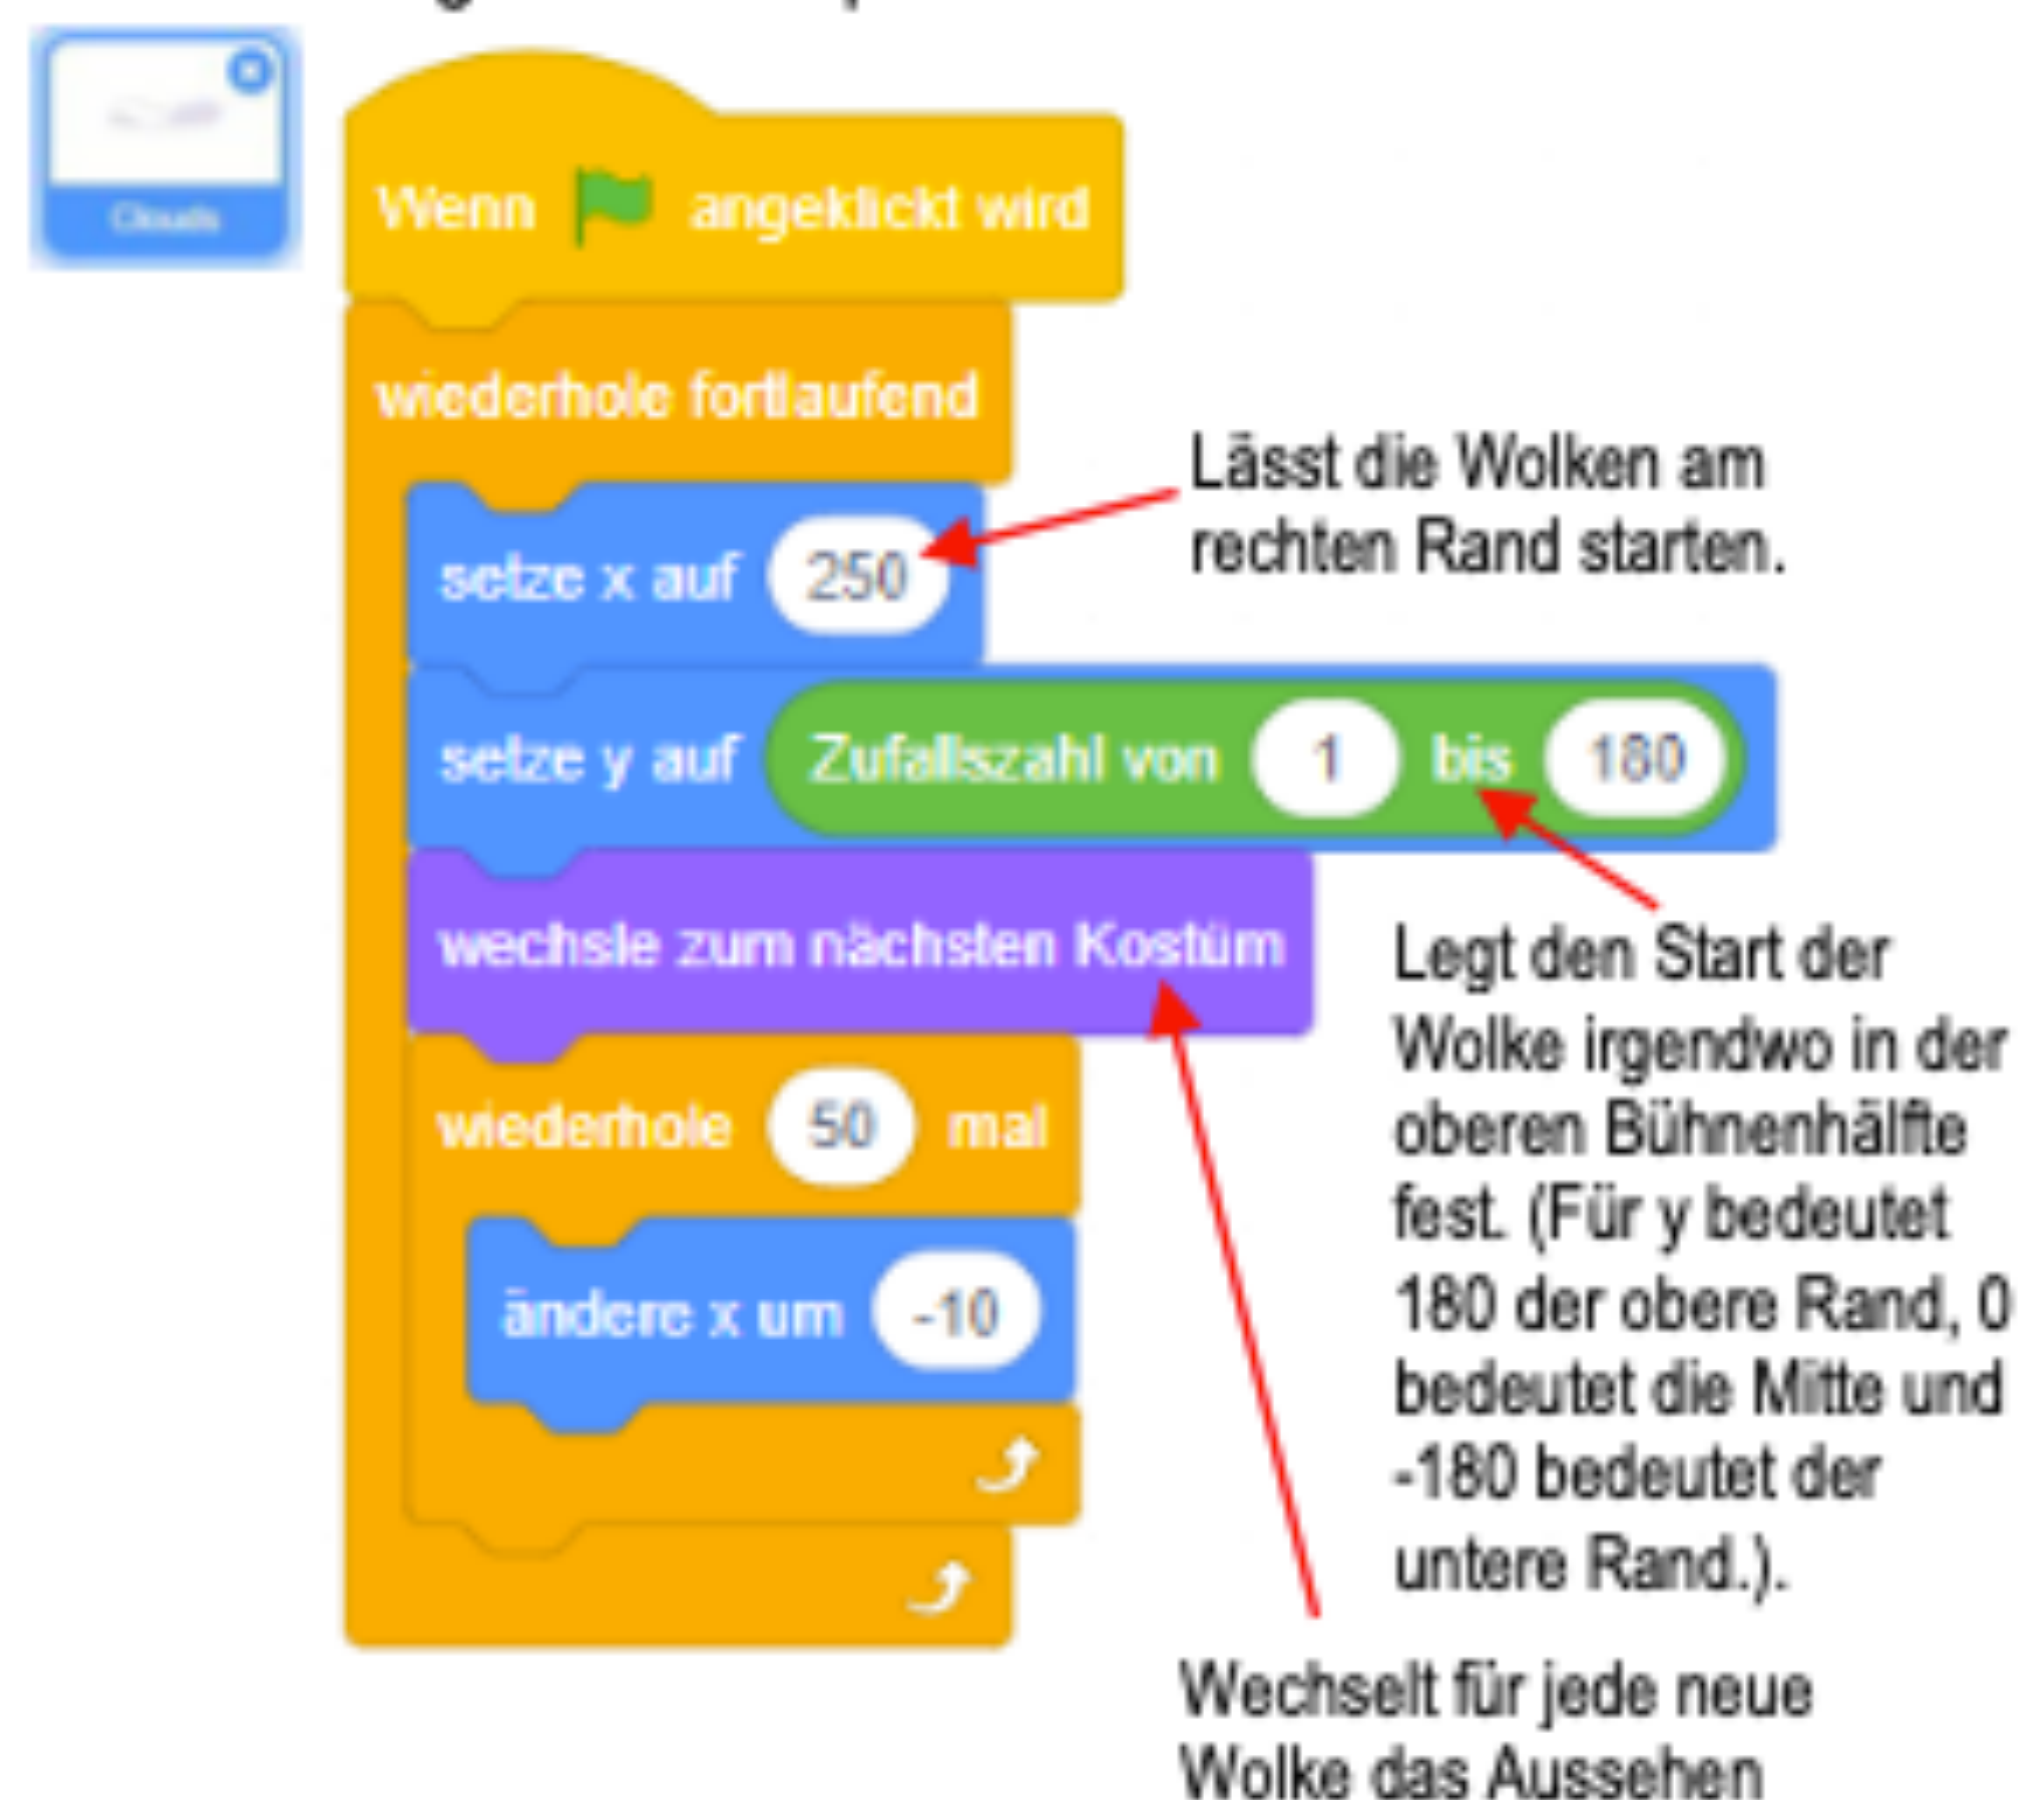 Clouds
Wenn angeklickt wird
wiederhole fortlaufend
setze x auf 250
Lässt die Wolken am
rechten Rand starten.
setze y auf Zufallszahl von 1 bis 180
wechsle zum nächsten Kostüm
wiederhole 50 mal
ändere x um -10
Legt den Start der
Wolke irgendwo in der
oberen Bühnenhälfte
fest. (Für y bedeutet
180 der obere Rand, 0
bedeutet die Mitte und
-180 bedeutet der
untere Rand.).
Wechselt für jede neue
Wolke das Aussehen